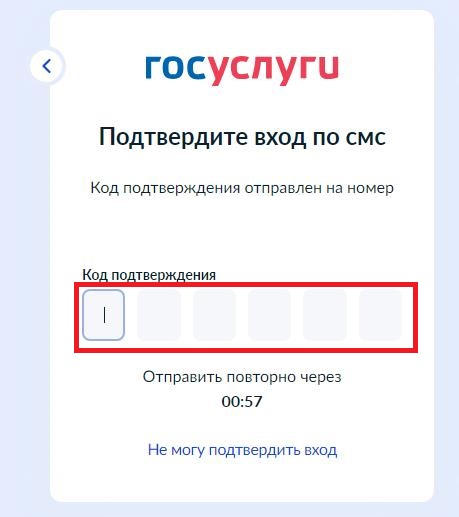 госуслуги
Подтвердите вход по смс
Код подтверждения отправлен на номер
Код подтверждения
Отправить повторно через
00:57
Не могу подтвердить вход